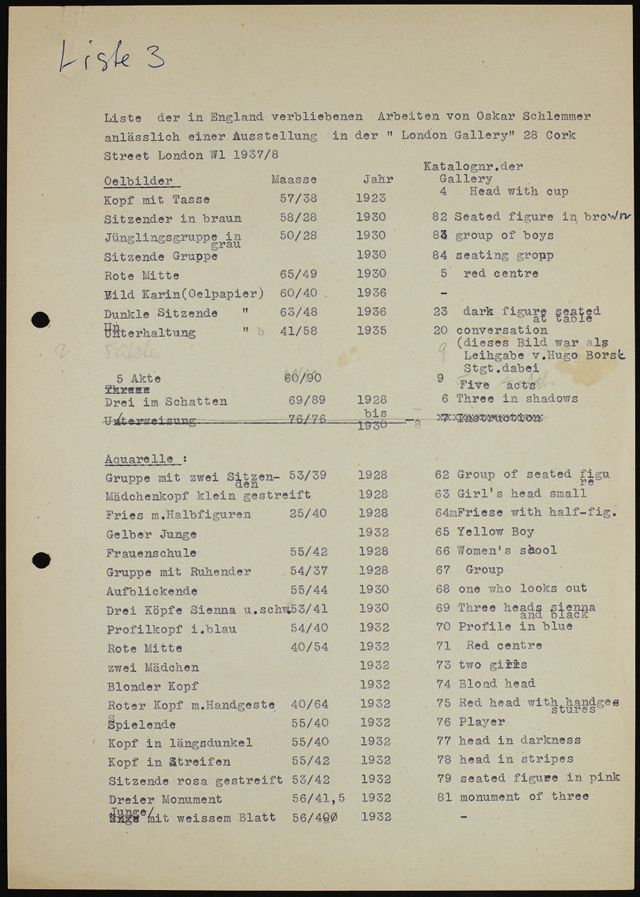 Liste 3
Liste der in England verbliebenen Arbeiten von Oskar Schlemmer
anlässlich einer Ausstellung in der " London Gallery" 28 Cork
Street London W1 1937/8
Oelbilder Maasse Jahr Katalognr.der Gallery
Kopf mit Tasse 57/38 1923 4 Head with cup
Sitzender in braun 58/28 1930 82 Seated figure in brown
Jünglingsgruppe in grau 50/28 1930 83 group of boys
Sitzende Gruppe 1930 84 seating group
Rote Mitte 65/49 1930 5 red centre
Bild Karin(Oelpapier) 60/40 1936 -
Dunkle Sitzende " 63/48 1936 23 dark figure seated at table
Unterhaltung " 41/58 1935 20 conversation
(dieses Bild war als
Leihgabe v.Hugo Borst
Stgt.dabei
5 Akte 60/90 9 Five acts
Drei im Schatten 69/89 1928 6 Three in shadows
Unterweisung 76/76 bis 1930 8 7 Instruction
Aquarelle :
Gruppe mit zwei Sitzenden 53/39 1928 62 Group of seated figure
Mädchenkopf klein gestreift 1928 63 Girl's head small
Fries m.Halbfiguren 25/40 1928 64mFriese with half-fig.
Gelber Junge 1932 65 Yellow Boy
Frauenschule 55/42 1928 66 Women's shool
Gruppe mit Ruhender 54/37 1928 67 Group
Aufblickende 55/44 1930 68 one who looks out
Drei Köpfe Sienna u.schw.53/41 1930 69 Three heads sienna and black
Profilkopf i.blau 54/40 1932 70 Profile in blue
Rote Mitte 40/54 1932 71 Red centre
zwei Mädchen 1932 73 two girls
Blonder Kopf 1932 74 Blond head
Roter Kopf m.Handgeste 40/64 1932 75 Red head with handges stures
Spielende 55/40 1932 76 Player
Kopf in längsdunkel 55/40 1932 77 head in darkness
Kopf in Streifen 55/42 1932 78 head in stripes
Sitzende rosa gestreift 53/42 1932 79 seated figure in pink
Dreier Monument 56/41,5 1932 81 monument of three
Junge/ mit weissem Blatt 56/40 1932 -